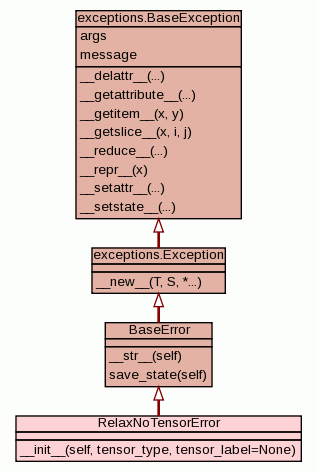 exceptions.BaseException
args
message
__delattr__(...)
__getattribute__(...)
__getitem__(x, y)
__getslice__(x, i, j)
__reduce__(...)
__repr__(x)
__setattr__(...)
__setstate__(...)
exceptions.Exception
__new__(T, S, *...)
BaseError
__str__(self)
save_state(self)
RelaxNoTensorError
__init__(self, tensor_type, tensor_label=None)